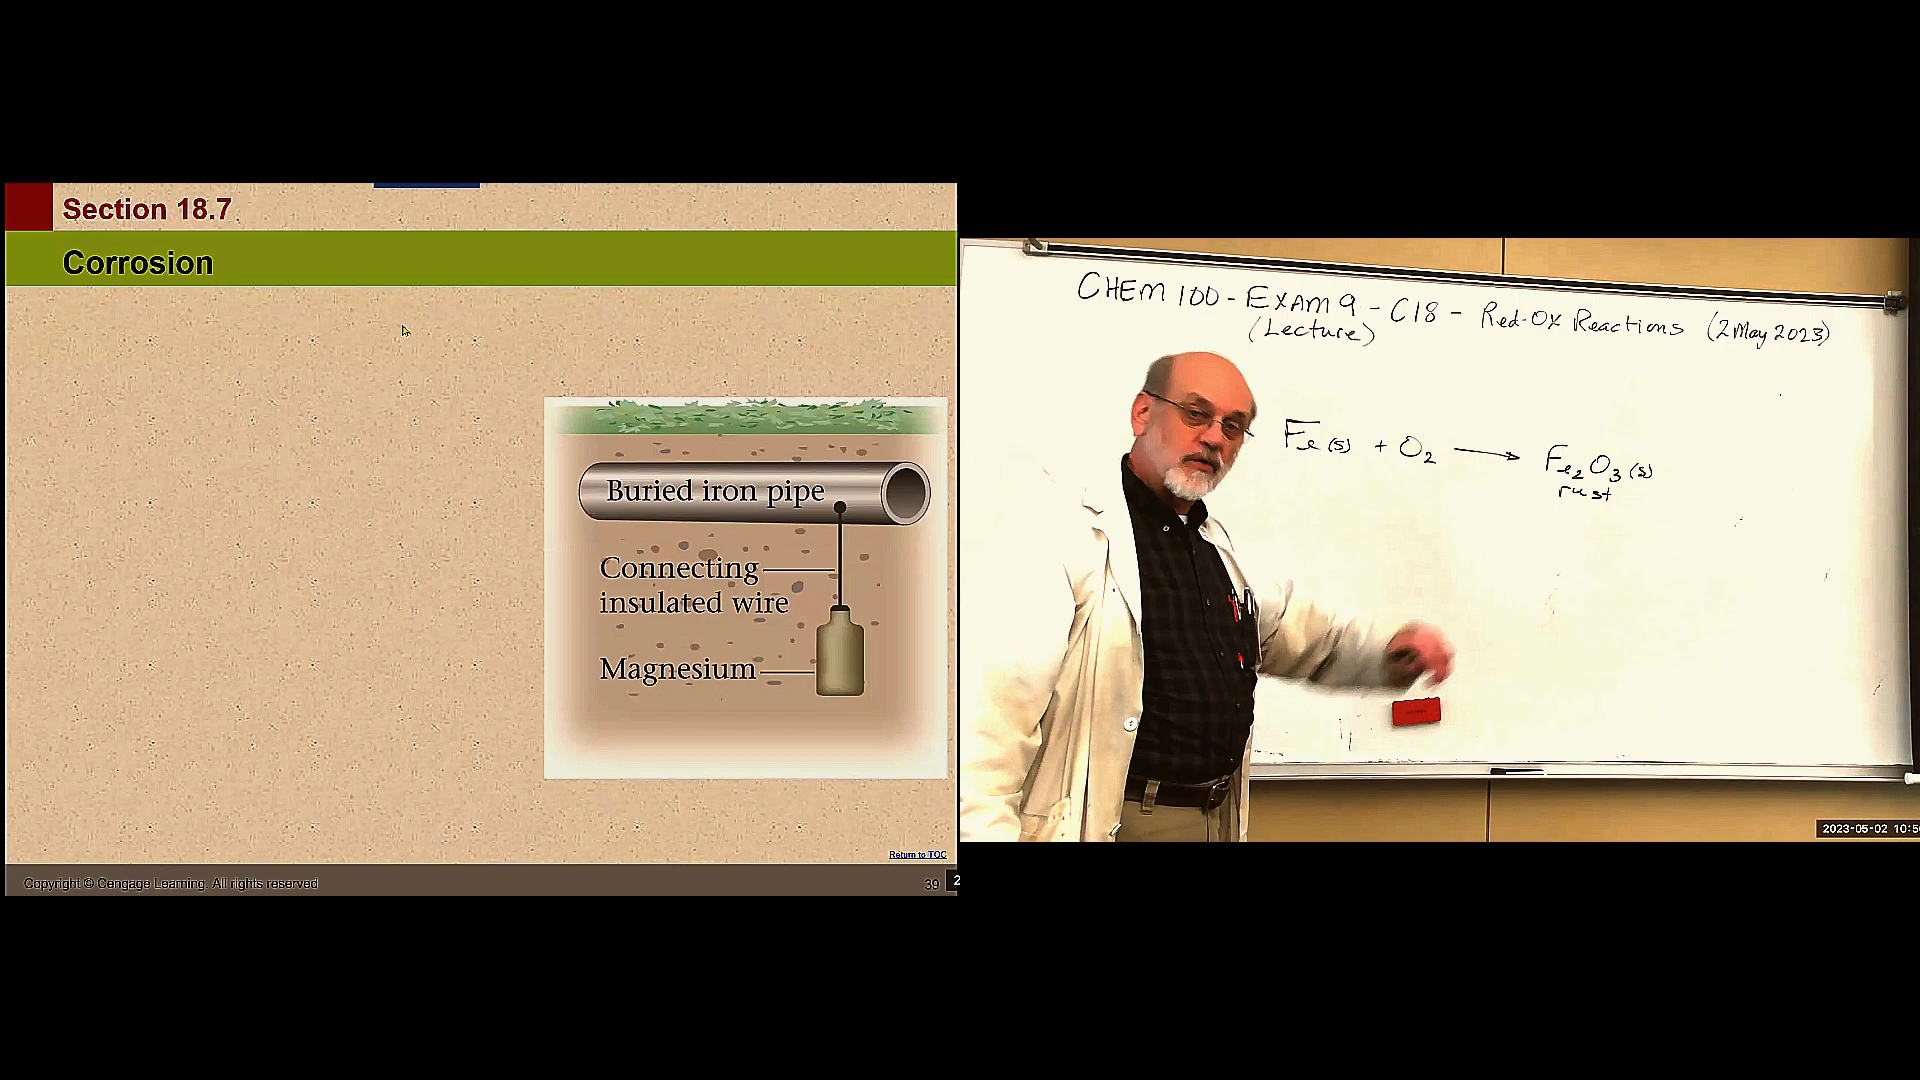 Section 18.7
Corrosion
Buried iron pipe
Connecting
insulated wire
Magnesium
Return to TOC
Copyright © Cengage Learning. All rights reserved
39
2
CHEM 100 - EXAM 9 - C18 - Red-Ox Reactions (2 May 2023)
(Lecture)
Fe(s) + O2 → Fe2O3(s)
rust
2023-05-02 10:5